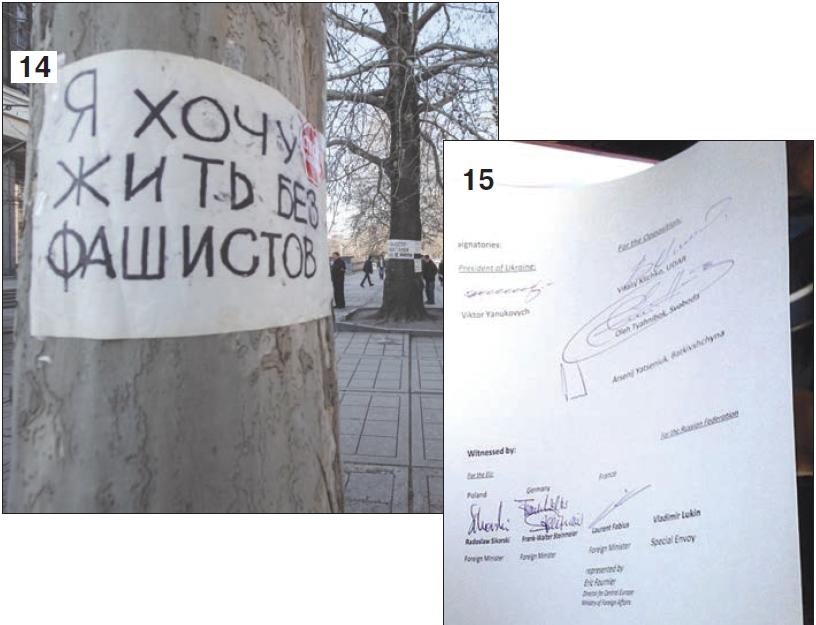 14
Я ХОЧУ
ЖИТЬ БЕЗ
ФАШИСТОВ
15
signatories:
President of Ukraine:
Viktor Yanukovych
For the Opposition:
Vitaliy Klichko, UDAR
Oleh Tyahnibok, Svoboda
Arsenij Yatseniuk, Batkivshchyna
For the Russian Federation
Witnessed by:
For the EU:
Poland Germany France
Radoslaw Sikorski Frank-Walter Steinmeier Laurent Fabius Vladimir Lukin
Foreign Minister Foreign Minister Foreign Minister Special Envoy
represented by
Eric Fournier
Director for Central Europe
Ministry of Foreign Affairs